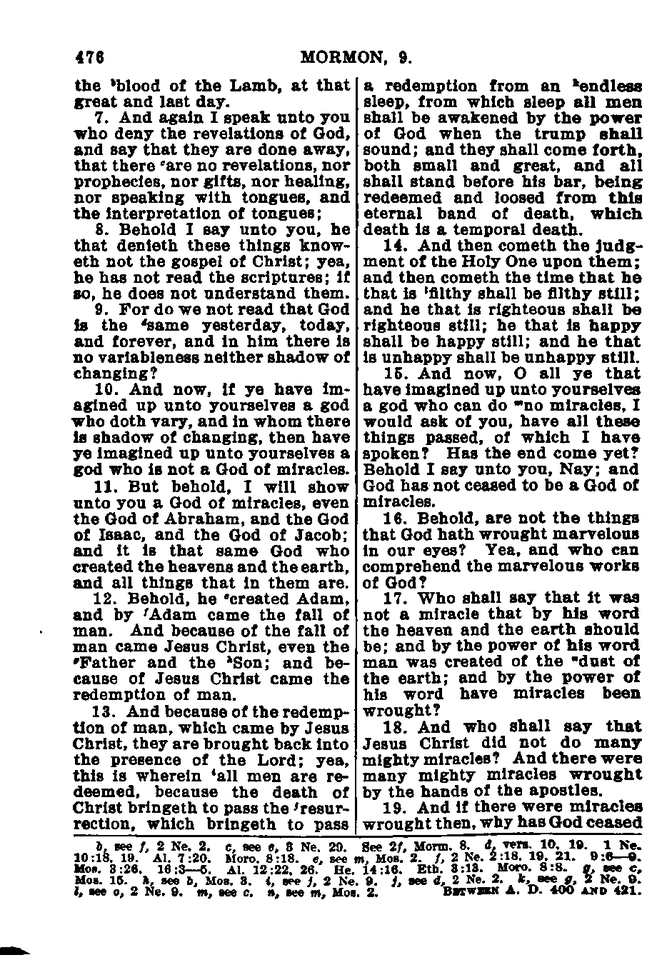 476
MORMON, 9.
the ᵇblood of the Lamb, at that
great and last day.
7. And again I speak unto you
who deny the revelations of God,
and say that they are done away,
that there ᶜare no revelations, nor
prophecies, nor gifts, nor healing,
nor speaking with tongues, and
the interpretation of tongues;
8. Behold I say unto you, he
that denieth these things know-
eth not the gospel of Christ; yea,
he has not read the scriptures; if
so, he does not understand them.
9. For do we not read that God
is the ᵈsame yesterday, today,
and forever, and in him there is
no variableness neither shadow of
changing?
10. And now, if ye have im-
agined up unto yourselves a god
who doth vary, and in whom there
is shadow of changing, then have
ye imagined up unto yourselves a
god who is not a God of miracles.
11. But behold, I will show
unto you a God of miracles, even
the God of Abraham, and the God
of Isaac, and the God of Jacob;
and it is that same God who
created the heavens and the earth,
and all things that in them are.
12. Behold, he ᵉcreated Adam,
and by ᶠAdam came the fall of
man. And because of the fall of
man came Jesus Christ, even the
ᵍFather and the ʰSon; and be-
cause of Jesus Christ came the
redemption of man.
13. And because of the redemp-
tion of man, which came by Jesus
Christ, they are brought back into
the presence of the Lord; yea,
this is wherein ⁱall men are re-
deemed, because the death of
Christ bringeth to pass the ʲresur-
rection, which bringeth to pass
a redemption from an ᵏendless
sleep, from which sleep all men
shall be awakened by the power
of God when the trump shall
sound; and they shall come forth,
both small and great, and all
shall stand before his bar, being
redeemed and loosed from this
eternal band of death, which
death is a temporal death.
14. And then cometh the judg-
ment of the Holy One upon them;
and then cometh the time that he
that is ˡfilthy shall be filthy still;
and he that is righteous shall be
righteous still; he that is happy
shall be happy still; and he that
is unhappy shall be unhappy still.
15. And now, O all ye that
have imagined up unto yourselves
a god who can do ᵐno miracles, I
would ask of you, have all these
things passed, of which I have
spoken? Has the end come yet?
Behold I say unto you, Nay; and
God has not ceased to be a God of
miracles.
16. Behold, are not the things
that God hath wrought marvelous
in our eyes? Yea, and who can
comprehend the marvelous works
of God?
17. Who shall say that it was
not a miracle that by his word
the heaven and the earth should
be; and by the power of his word
man was created of the ⁿdust of
the earth; and by the power of
his word have miracles been
wrought?
18. And who shall say that
Jesus Christ did not do many
mighty miracles? And there were
many mighty miracles wrought
by the hands of the apostles.
19. And if there were miracles
wrought then, why has God ceased
b, see f, 2 Ne. 2. c, see e, 3 Ne. 29. See 2f, Morm. 8. d, vers. 10, 19. 1 Ne.
10:18, 19. Al. 7:20. Moro. 8:18. e, see m, Mos. 2. f, 2 Ne. 2:18, 19, 21. 9:6—9.
Mos. 3:26. 16:3—5. Al. 12:22, 26. He. 14:16. Eth. 3:13. Moro. 8:8. g, see c,
Mos. 15. h, see b, Mos. 3. i, see j, 2 Ne. 9. j, see d, 2 Ne. 2. k, see g, 2 Ne. 9.
l, see o, 2 Ne. 9. m, see c. n, see m, Mos. 2. BETWEEN A. D. 400 AND 421.